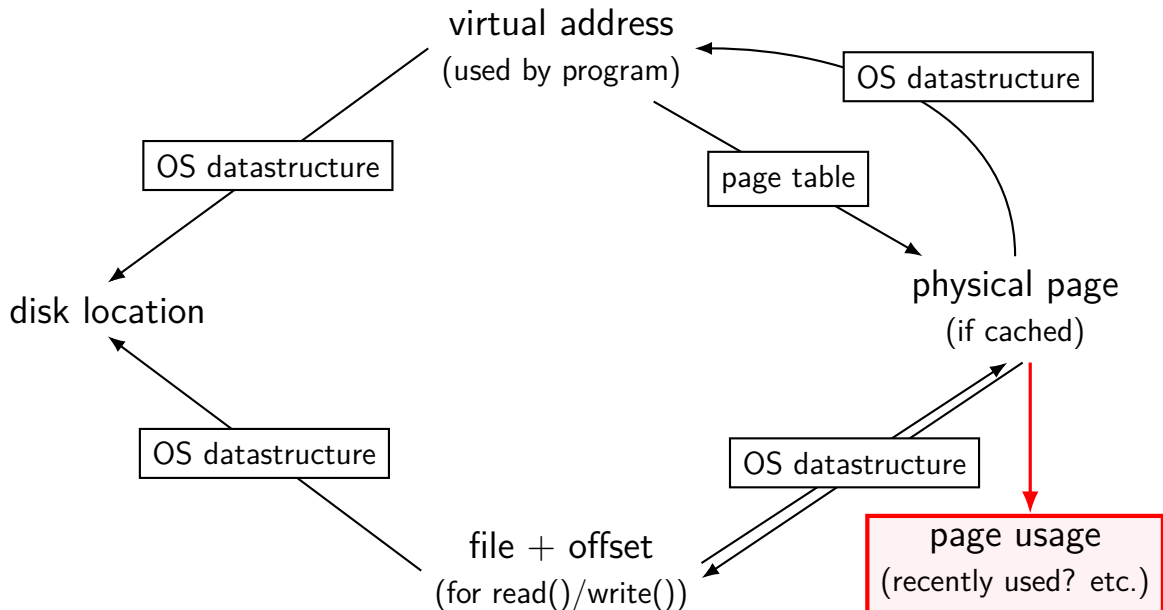 virtual address
(used by program)
OS datastructure
OS datastructure
page table
physical page
(if cached)
disk location
OS datastructure
OS datastructure
file + offset
(for read()/write())
page usage
(recently used? etc.)